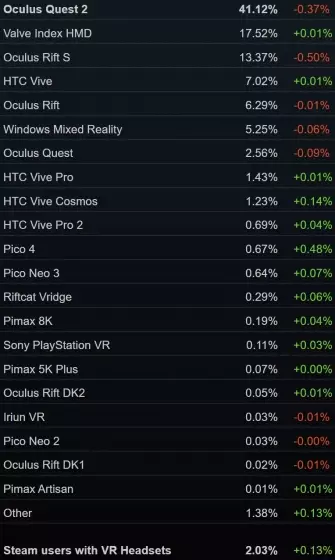 Oculus Quest 2 41.12% -0.37%
Valve Index HMD 17.52% +0.01%
Oculus Rift S 13.37% -0.50%
HTC Vive 7.02% +0.01%
Oculus Rift 6.29% -0.01%
Windows Mixed Reality 5.25% -0.06%
Oculus Quest 2.56% -0.09%
HTC Vive Pro 1.43% +0.01%
HTC Vive Cosmos 1.23% +0.14%
HTC Vive Pro 2 0.69% +0.04%
Pico 4 0.67% +0.48%
Pico Neo 3 0.64% +0.07%
Riftcat Vridge 0.29% +0.06%
Pimax 8K 0.19% +0.04%
Sony PlayStation VR 0.11% +0.03%
Pimax 5K Plus 0.07% +0.00%
Oculus Rift DK2 0.05% +0.01%
Iriun VR 0.03% -0.01%
Pico Neo 2 0.03% -0.00%
Oculus Rift DK1 0.02% -0.01%
Pimax Artisan 0.01% +0.01%
Other 1.38% +0.13%
Steam users with VR Headsets 2.03% +0.13%